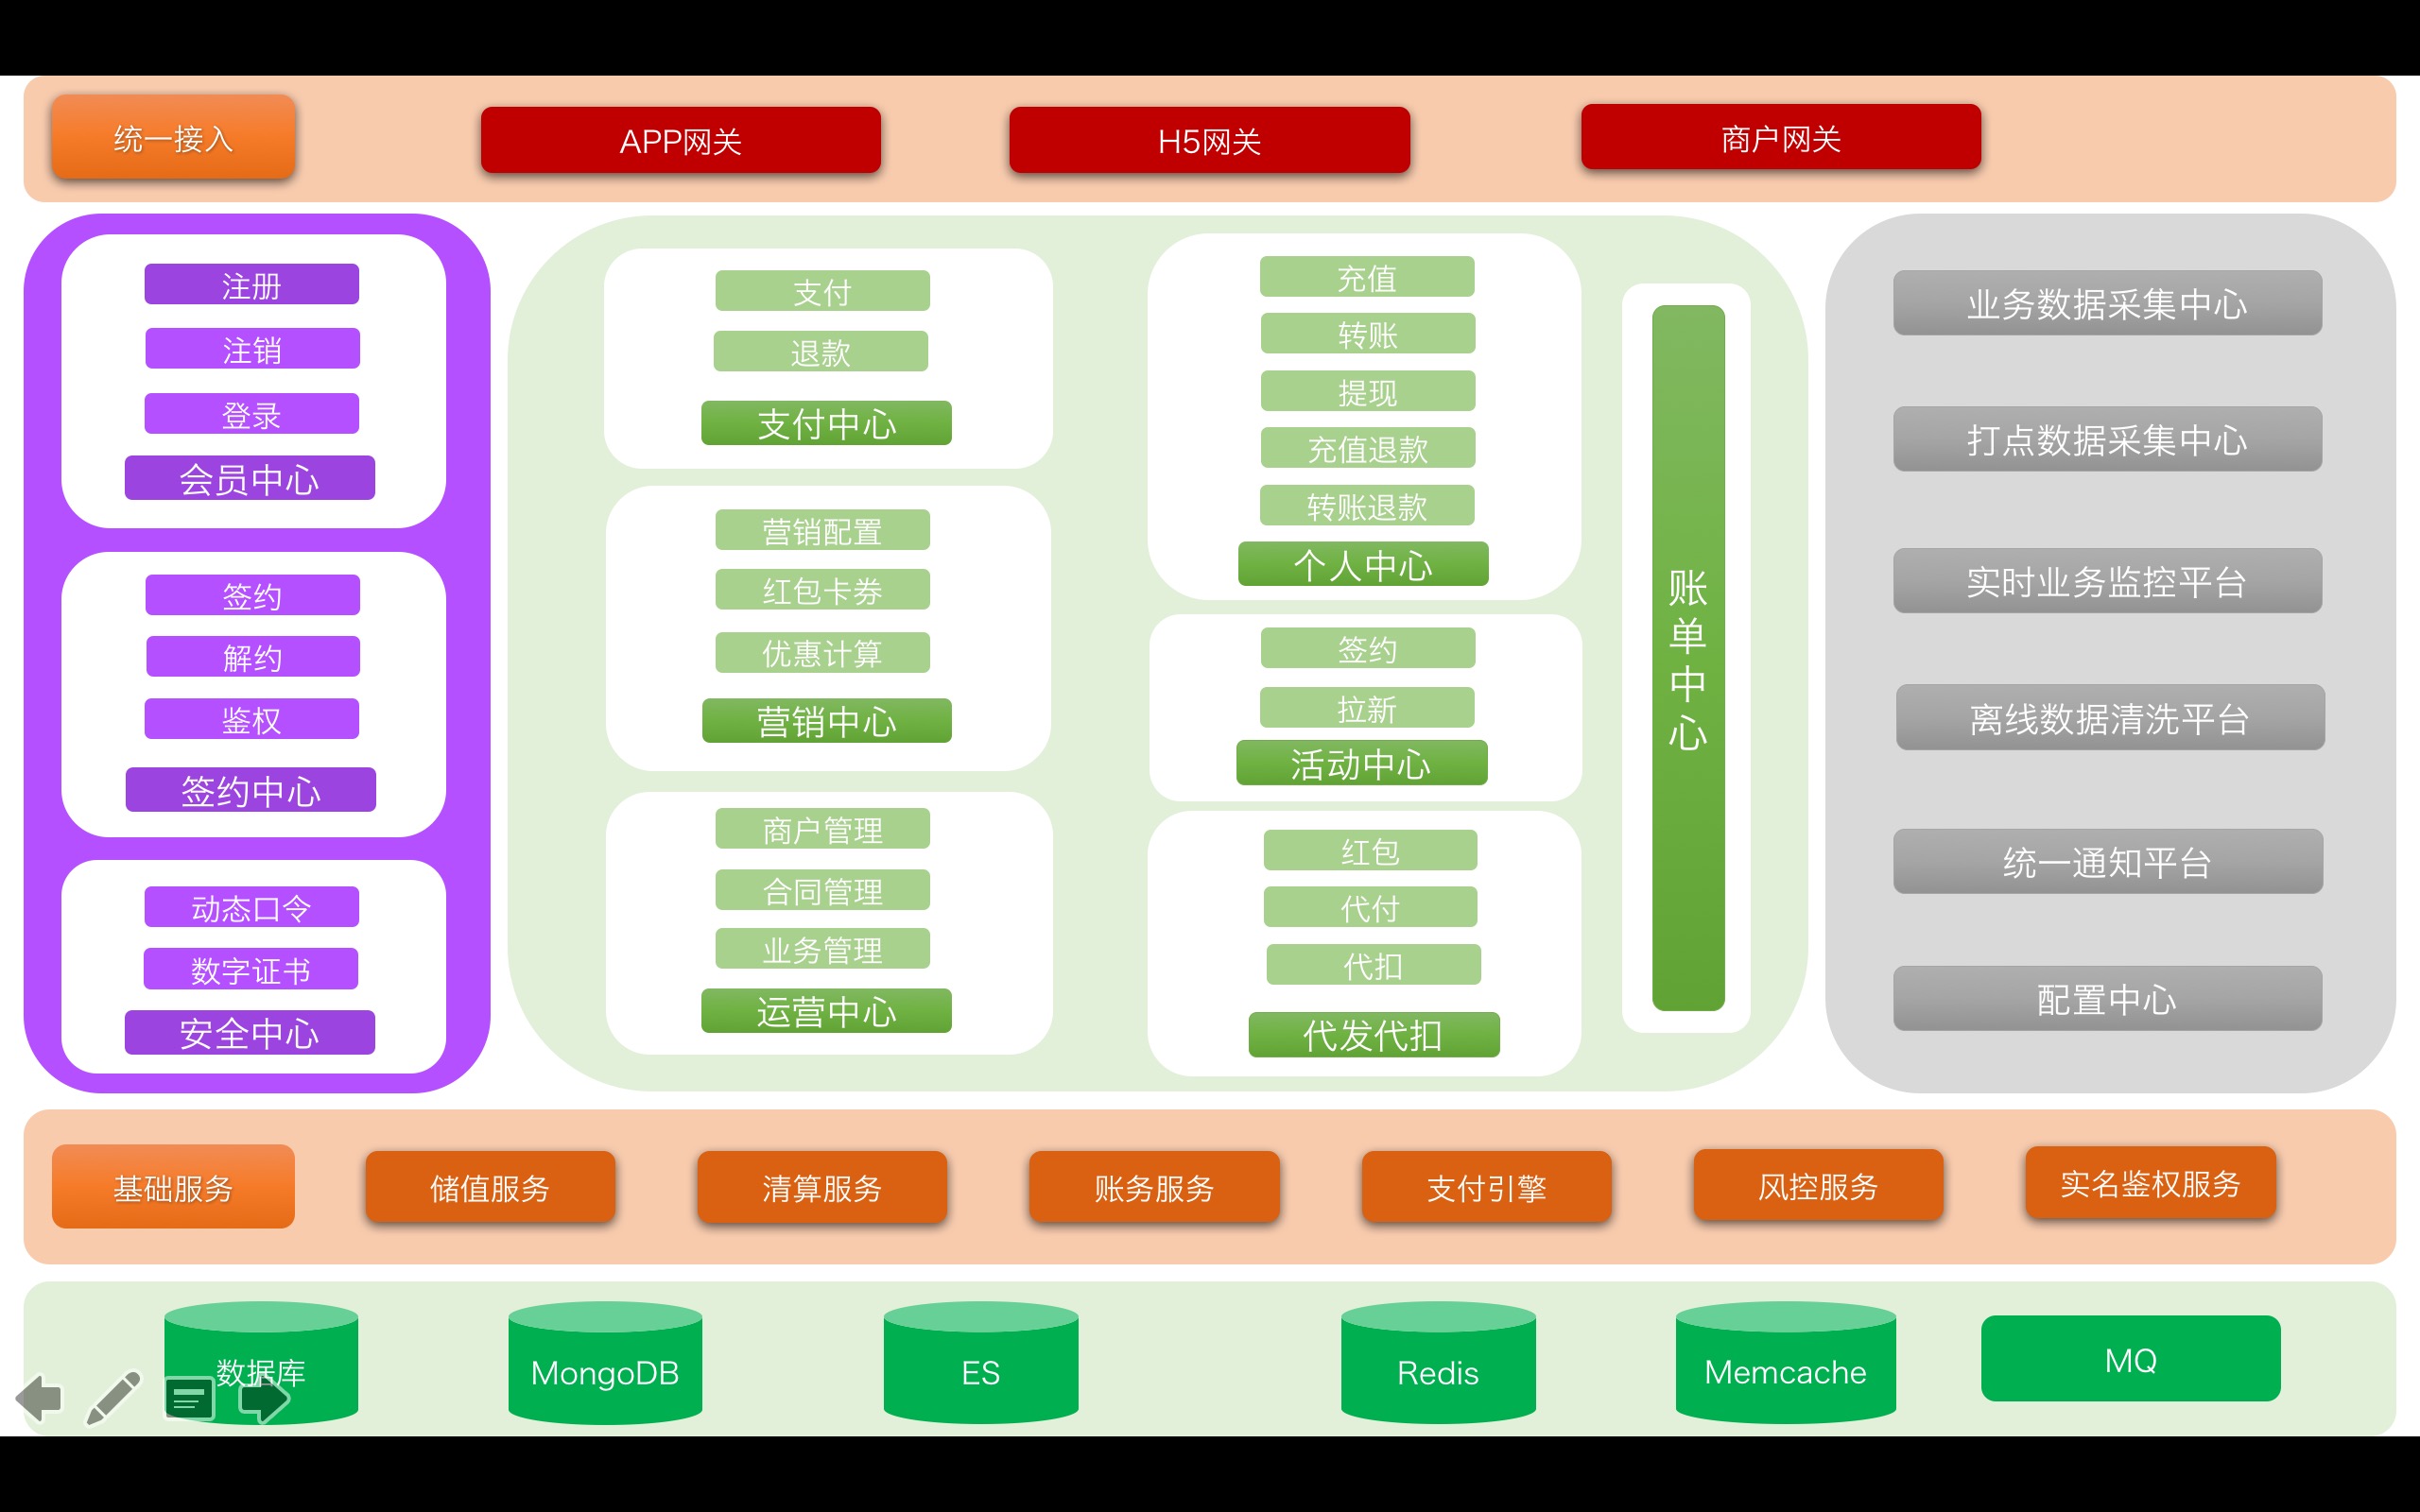 统一接入
APP网关
H5网关
商户网关
注册
注销
登录
会员中心
签约
解约
鉴权
签约中心
动态口令
数字证书
安全中心
支付
退款
支付中心
营销配置
红包卡券
优惠计算
营销中心
商户管理
合同管理
业务管理
运营中心
充值
转账
提现
充值退款
转账退款
个人中心
签约
拉新
活动中心
红包
代付
代扣
代发代扣
账单中心
业务数据采集中心
打点数据采集中心
实时业务监控平台
离线数据清洗平台
统一通知平台
配置中心
基础服务
储值服务
清算服务
账务服务
支付引擎
风控服务
实名鉴权服务
数据库
MongoDB
ES
Redis
Memcache
MQ